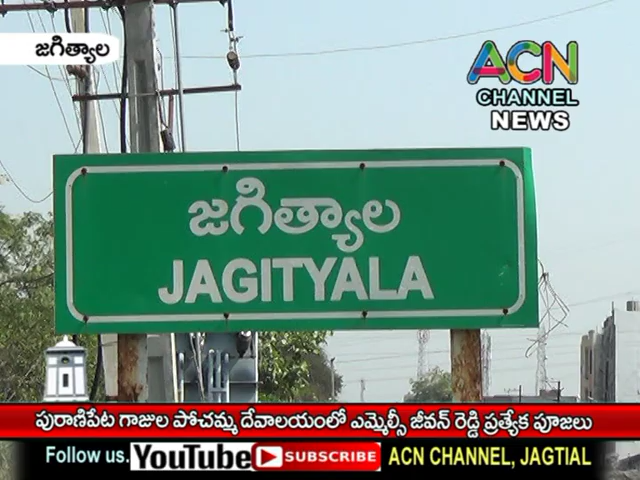 జగిత్యాల
ACN
CHANNEL
NEWS
జగిత్యాల
JAGITYALA
పురాణిపేట గాజుల పోచమ్మ దేవాలయంలో ఎమ్మెల్సీ జీవన్ రెడ్డి ప్రత్యేక పూజలు
Follow us. YouTube SUBSCRIBE ACN CHANNEL, JAGTIAL